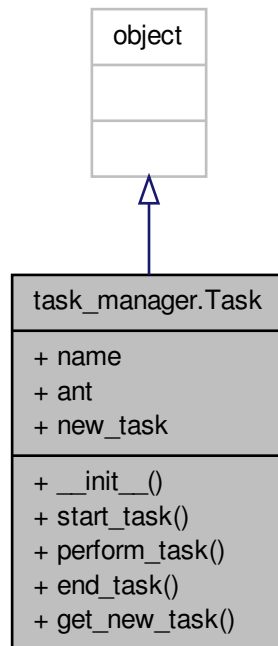 object
task_manager.Task
+ name
+ ant
+ new_task
+ __init__()
+ start_task()
+ perform_task()
+ end_task()
+ get_new_task()